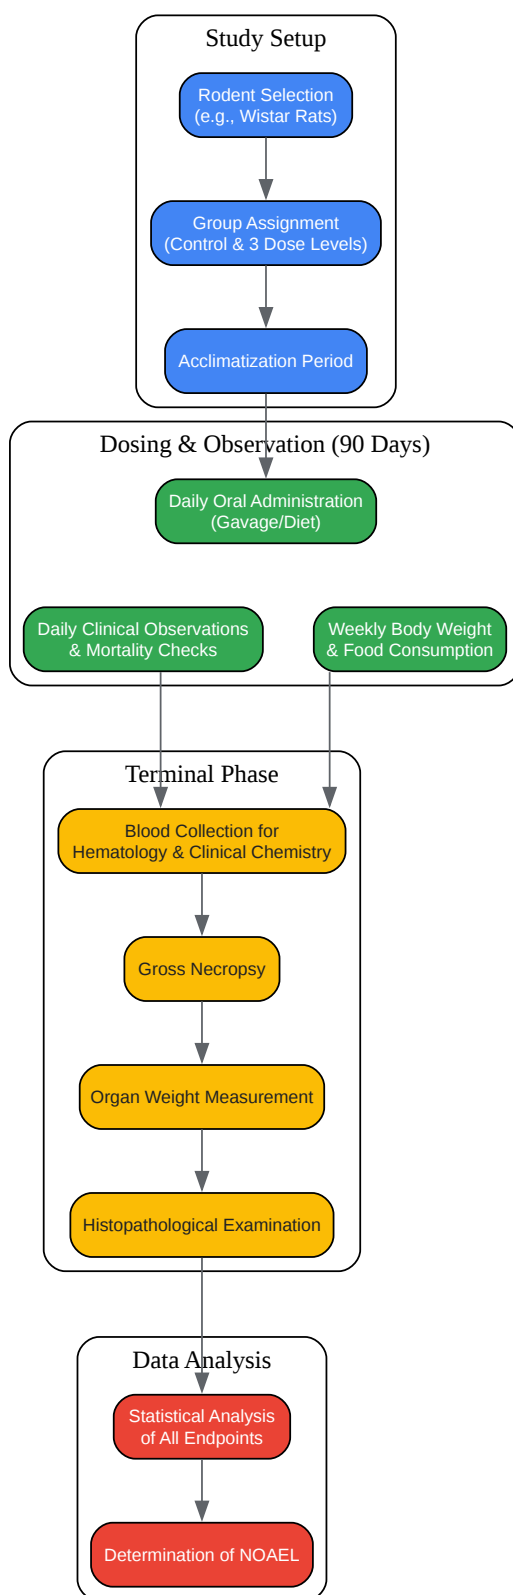 Study Setup
Rodent Selection
(e.g., Wistar Rats)
Group Assignment
(Control & 3 Dose Levels)
Acclimatization Period
Dosing & Observation (90 Days)
Daily Oral Administration
(Gavage/Diet)
Daily Clinical Observations
& Mortality Checks
Weekly Body Weight
& Food Consumption
Terminal Phase
Blood Collection for
Hematology & Clinical Chemistry
Gross Necropsy
Organ Weight Measurement
Histopathological Examination
Data Analysis
Statistical Analysis
of All Endpoints
Determination of NOAEL